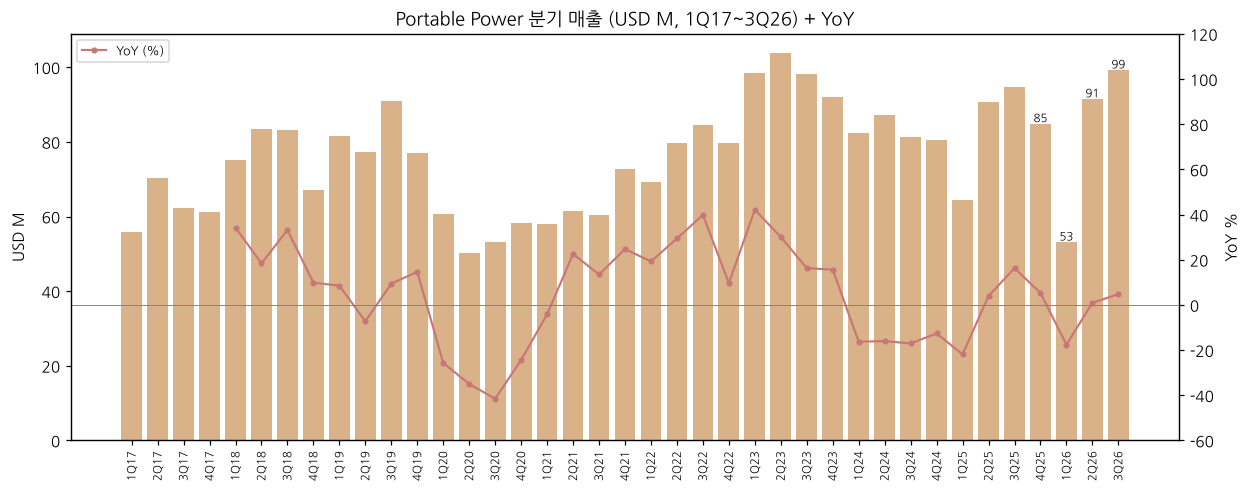 Portable Power 분기 매출 (USD M, 1Q17~3Q26) + YoY
YoY (%)
USD M
100
80
60
40
20
0
85
53
91
99
120
100
80
60
40
20
0
-20
-40
-60
YoY %
1Q17
2Q17
3Q17
4Q17
1Q18
2Q18
3Q18
4Q18
1Q19
2Q19
3Q19
4Q19
1Q20
2Q20
3Q20
4Q20
1Q21
2Q21
3Q21
4Q21
1Q22
2Q22
3Q22
4Q22
1Q23
2Q23
3Q23
4Q23
1Q24
2Q24
3Q24
4Q24
1Q25
2Q25
3Q25
4Q25
1Q26
2Q26
3Q26